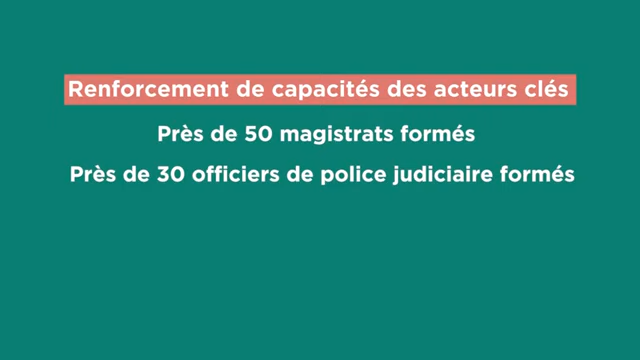 Renforcement de capacités des acteurs clés
Près de 50 magistrats formés
Près de 30 officiers de police judiciaire formés